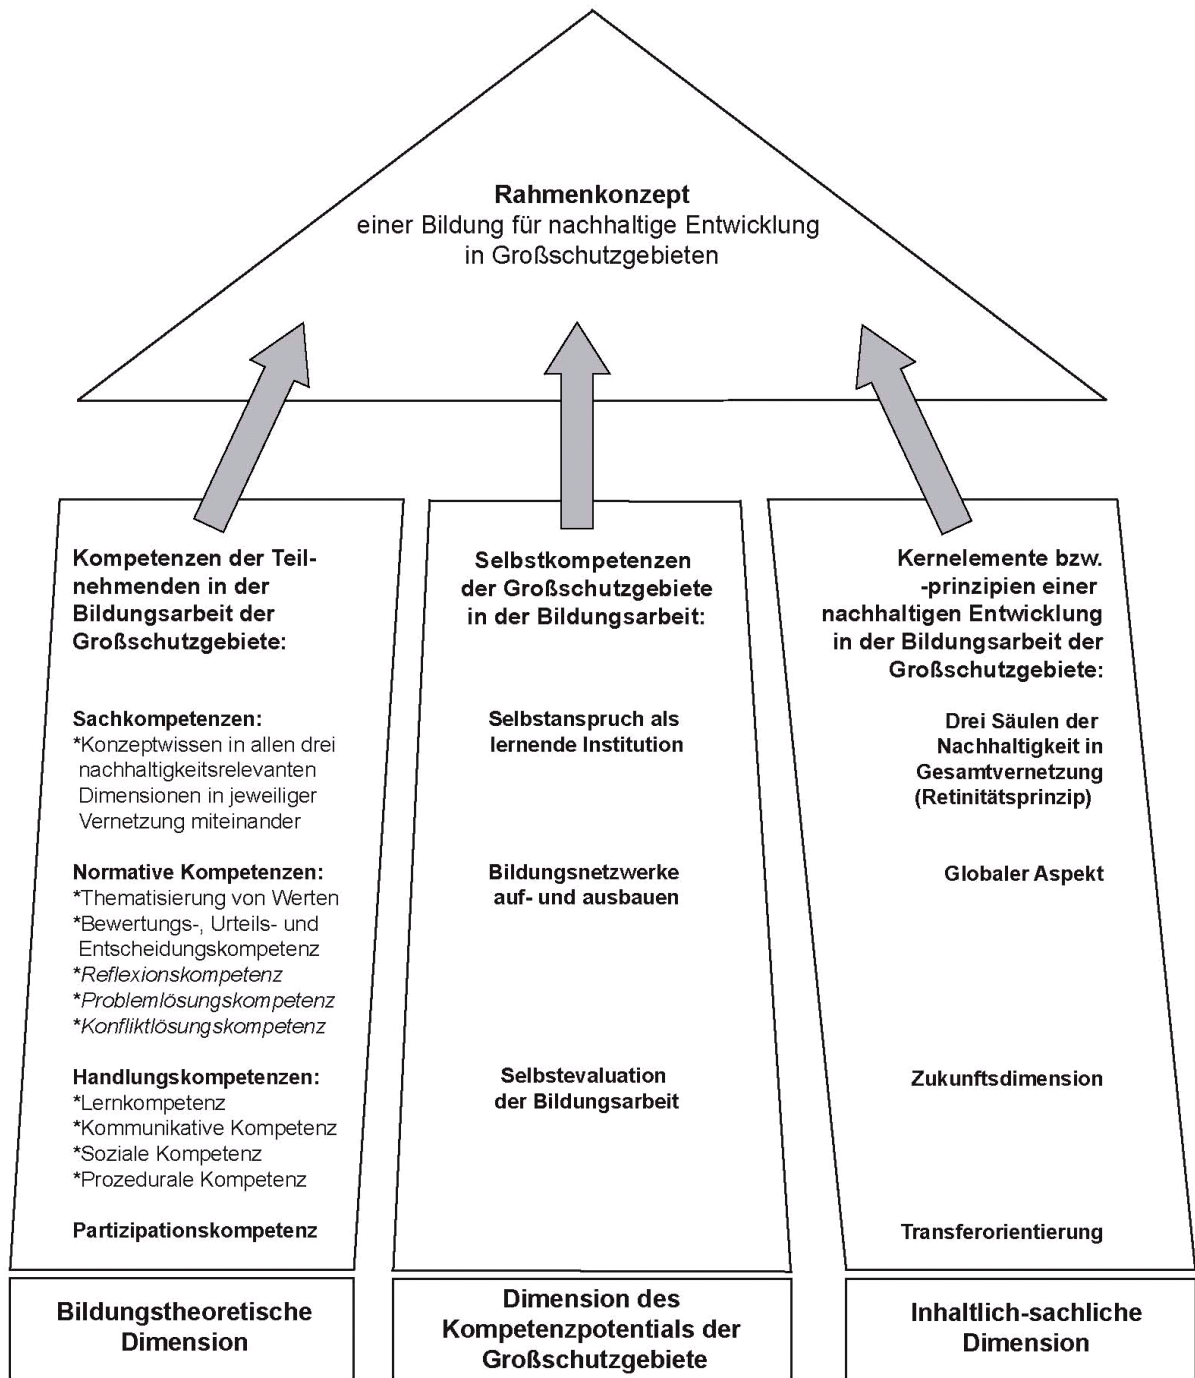 Rahmenkonzept
einer Bildung für nachhaltige Entwicklung
in Großschutzgebieten
Kompetenzen der Teil-
nehmenden in der
Bildungsarbeit der
Großschutzgebiete:
Sachkompetenzen:
*Konzeptwissen in allen drei
nachhaltigkeitsrelevanten
Dimensionen in jeweiliger
Vernetzung miteinander
Normative Kompetenzen:
*Thematisierung von Werten
*Bewertungs-, Urteils- und
Entscheidungskompetenz
*Reflexionskompetenz
*Problemlösungskompetenz
*Konfliktlösungskompetenz
Handlungskompetenzen:
*Lernkompetenz
*Kommunikative Kompetenz
*Soziale Kompetenz
*Prozedurale Kompetenz
Partizipationskompetenz
Bildungstheoretische
Dimension
Selbstkompetenzen
der Großschutzgebiete
in der Bildungsarbeit:
Selbstanspruch als
lernende Institution
Bildungsnetzwerke
auf- und ausbauen
Selbstevaluation
der Bildungsarbeit
Dimension des
Kompetenzpotentials der
Großschutzgebiete
Kernelemente bzw.
-prinzipien einer
nachhaltigen Entwicklung
in der Bildungsarbeit der
Großschutzgebiete:
Drei Säulen der
Nachhaltigkeit in
Gesamtvernetzung
(Retinitätsprinzip)
Globaler Aspekt
Zukunftsdimension
Transferorientierung
Inhaltlich-sachliche
Dimension